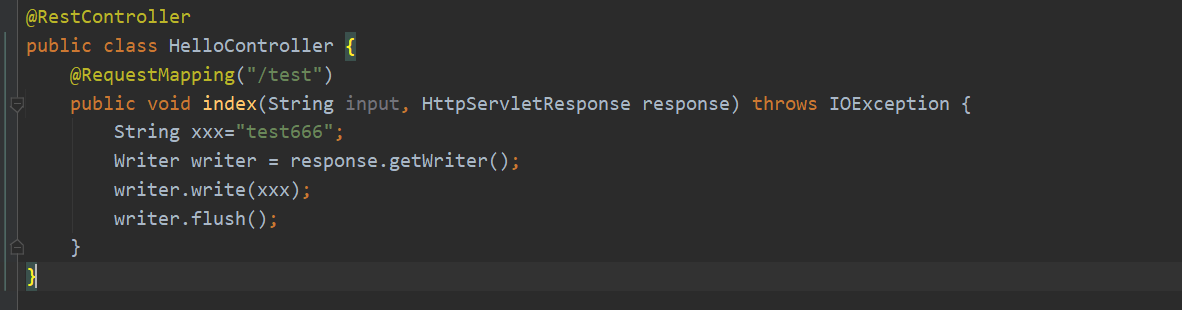 @RestController
public class HelloController {
@RequestMapping("/test")
public void index(String input, HttpServletResponse response) throws IOException {
String xxx="test666";
Writer writer = response.getWriter();
writer.write(xxx);
writer.flush();
}
}